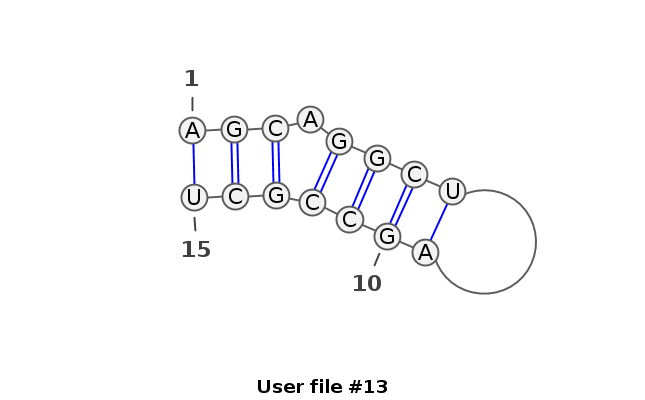 1
A G C A G G C U
U C G C C G A
15
10
User file #13